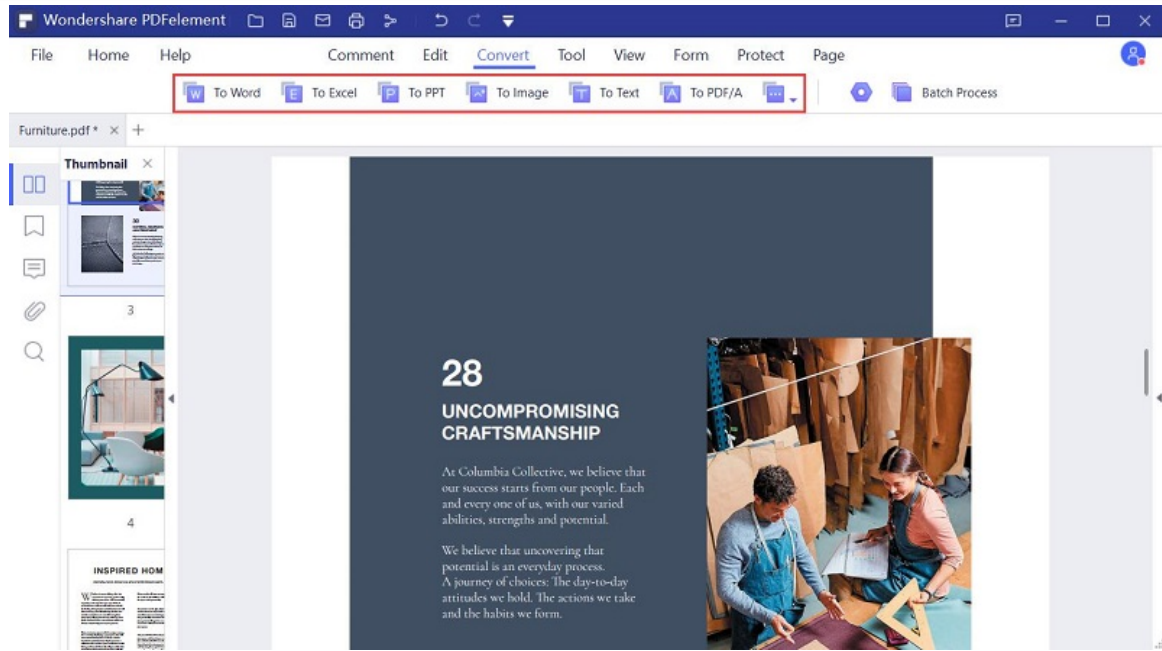 Wondershare PDFelement
File Home Help Comment Edit Convert Tool View Form Protect Page
To Word To Excel To PPT To Image To Text To PDF/A Batch Process
Furniture.pdf *
Thumbnail
3
4
INSPIRED HOM
28
UNCOMPROMISING
CRAFTSMANSHIP
At Columbia Collective, we believe that
our success starts from our people. Each
and every one of us, with our varied
abilities, strengths and potential.
We believe that uncovering that
potential is an everyday process.
A journey of choices: The day-to-day
attitudes we hold. The actions we take
and the habits we form.